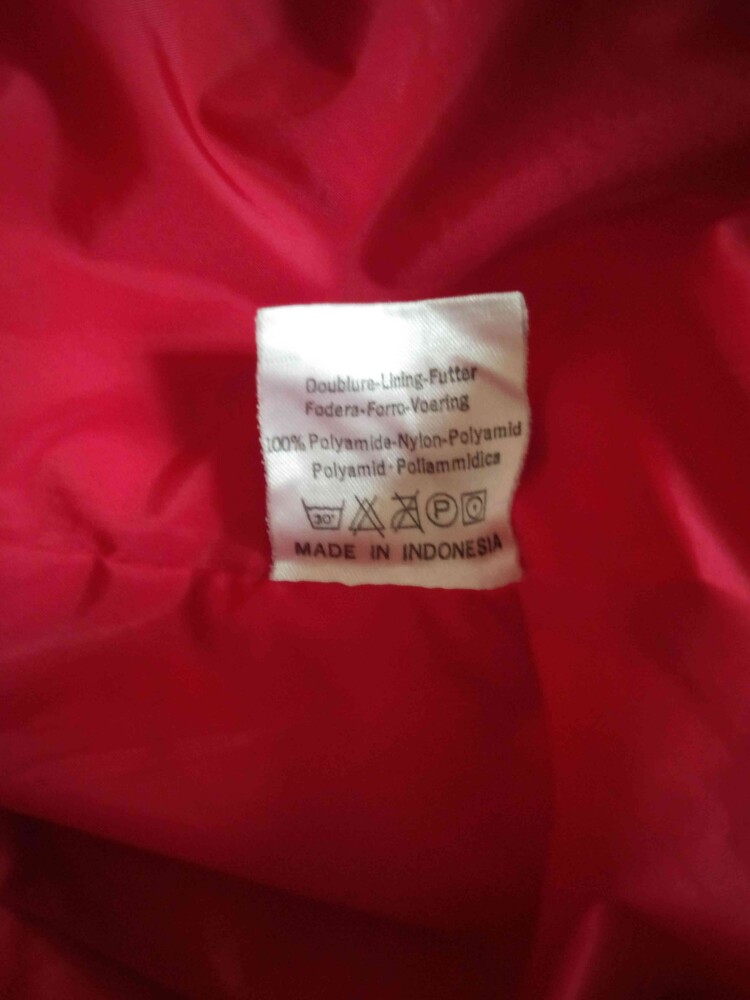 Doublure-Lining-Futter
Fodera-Forro-Voering
100% Polyamide-Nylon-Polyamid
Polyamid-Poliammidica
30°
P
MADE IN INDONESIA